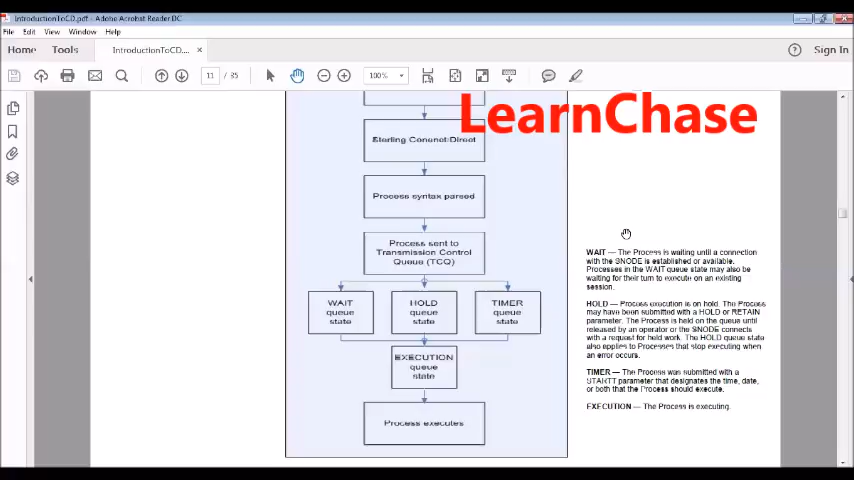 IntroductionToCD.pdf - Adobe Acrobat Reader DC
File Edit View Window Help
Home Tools IntroductionToCD.... × Sign In
11 / 35 100%
LearnChase
Sterling Connect:Direct
Process syntax parsed
Process sent to
Transmission Control
Queue (TCQ)
WAIT
queue
state
HOLD
queue
state
TIMER
queue
state
EXECUTION
queue
state
Process executes
WAIT — The Process is waiting until a connection
with the SNODE is established or available.
Processes in the WAIT queue state may also be
waiting for their turn to execute on an existing
session.
HOLD — Process execution is on hold. The Process
may have been submitted with a HOLD or RETAIN
parameter. The Process is held on the queue until
released by an operator or the SNODE connects
with a request for held work. The HOLD queue state
also applies to Processes that stop executing when
an error occurs.
TIMER — The Process was submitted with a
STARTT parameter that designates the time, date,
or both that the Process should execute.
EXECUTION — The Process is executing.